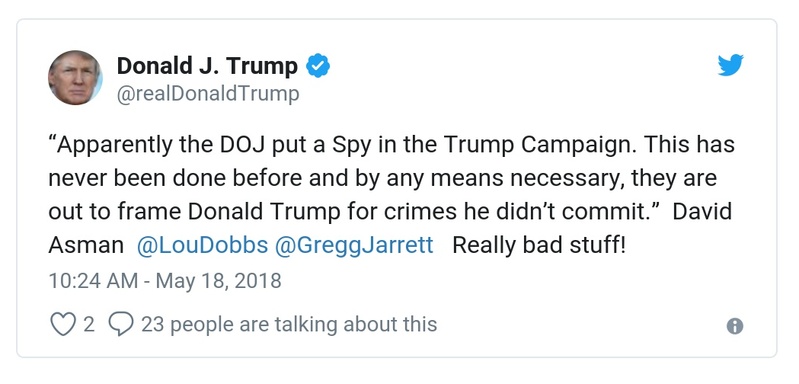 Donald J. Trump
@realDonaldTrump
“Apparently the DOJ put a Spy in the Trump Campaign. This has
never been done before and by any means necessary, they are
out to frame Donald Trump for crimes he didn’t commit.”  David
Asman  @LouDobbs @GreggJarrett   Really bad stuff!
10:24 AM - May 18, 2018
2 23 people are talking about this